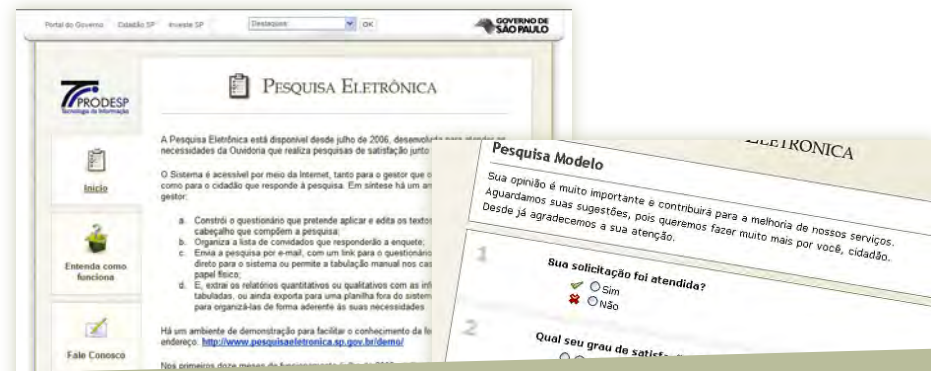 Portal do Governo Cidadão SP Investe SP Destaques: OK GOVERNO DE
SÃO PAULO
PRODESP
Tecnologia da Informação
PESQUISA ELETRÔNICA
A Pesquisa Eletrônica está disponível desde julho de 2006, desenvolvida para atender as
necessidades da Ouvidoria que realiza pesquisas de satisfação junto
O Sistema é acessível por meio da Internet, tanto para o gestor que o
como para o cidadão que responde à pesquisa. Em síntese há um
gestor:
a. Constrói o questionário que pretende aplicar e edita os textos
cabeçalho que compõem a pesquisa;
b. Organiza a lista de convidados que responderão a enquete;
c. Envia a pesquisa por e-mail, com um link para o questionário
direto para o sistema ou permite a tabulação manual nos
papel físico;
d. E, extrai os relatórios quantitativos ou qualitativos com as
tabuladas, ou ainda exporta para uma planilha fora do
para organizá-las de forma aderente às suas necessidades
Há um ambiente de demonstração para facilitar o conhecimento da
endereço: http://www.pesquisaeletronica.sp.gov.br/demo/
Nos primeiros doze meses de funcionamento
Início
Entenda como
funciona
Fale Conosco
Pesquisa Modelo
Sua opinião é muito importante e contribuirá para a melhoria de nossos serviços.
Aguardamos suas sugestões, pois queremos fazer muito mais por você, cidadão.
Desde já agradecemos a sua atenção.
1
Sua solicitação foi atendida?
Sim
Não
2
Qual seu grau de